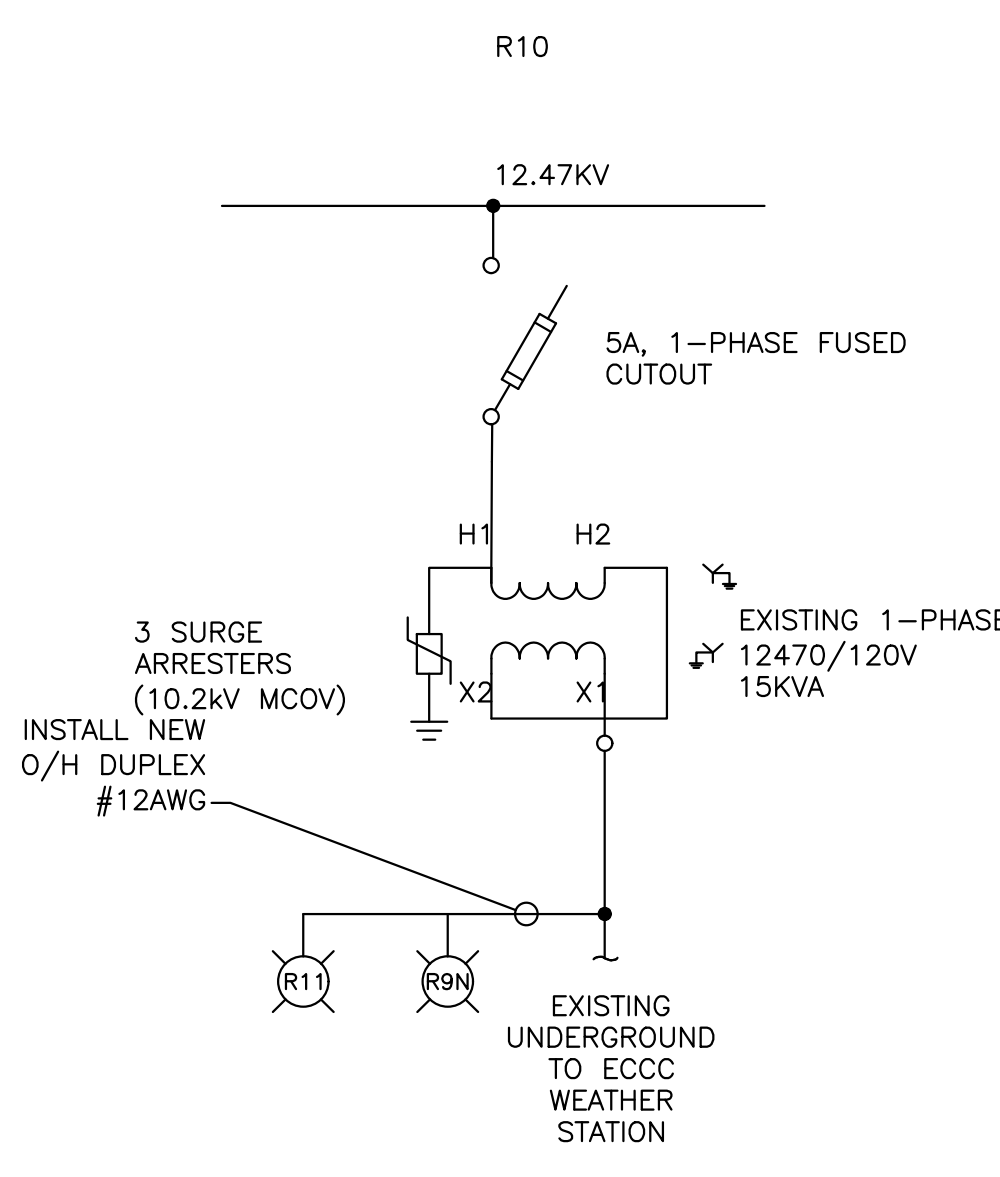 R10
12.47KV
5A, 1-PHASE FUSED
CUTOUT
H1 H2
3 SURGE
ARRESTERS
(10.2kV MCOV)
EXISTING 1-PHASE
12470/120V
15KVA
X2 X1
INSTALL NEW
O/H DUPLEX
#12AWG
R11 R9N
EXISTING
UNDERGROUND
TO ECCC
WEATHER
STATION